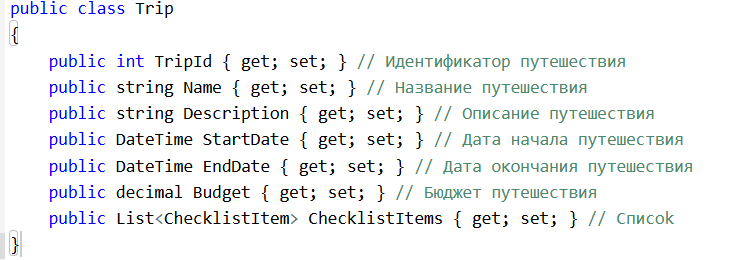 public class Trip
{
public int TripId { get; set; } // Идентификатор путешествия
public string Name { get; set; } // Название путешествия
public string Description { get; set; } // Описание путешествия
public DateTime StartDate { get; set; } // Дата начала путешествия
public DateTime EndDate { get; set; } // Дата окончания путешествия
public decimal Budget { get; set; } // Бюджет путешествия
public List<ChecklistItem> ChecklistItems { get; set; } // Список
}